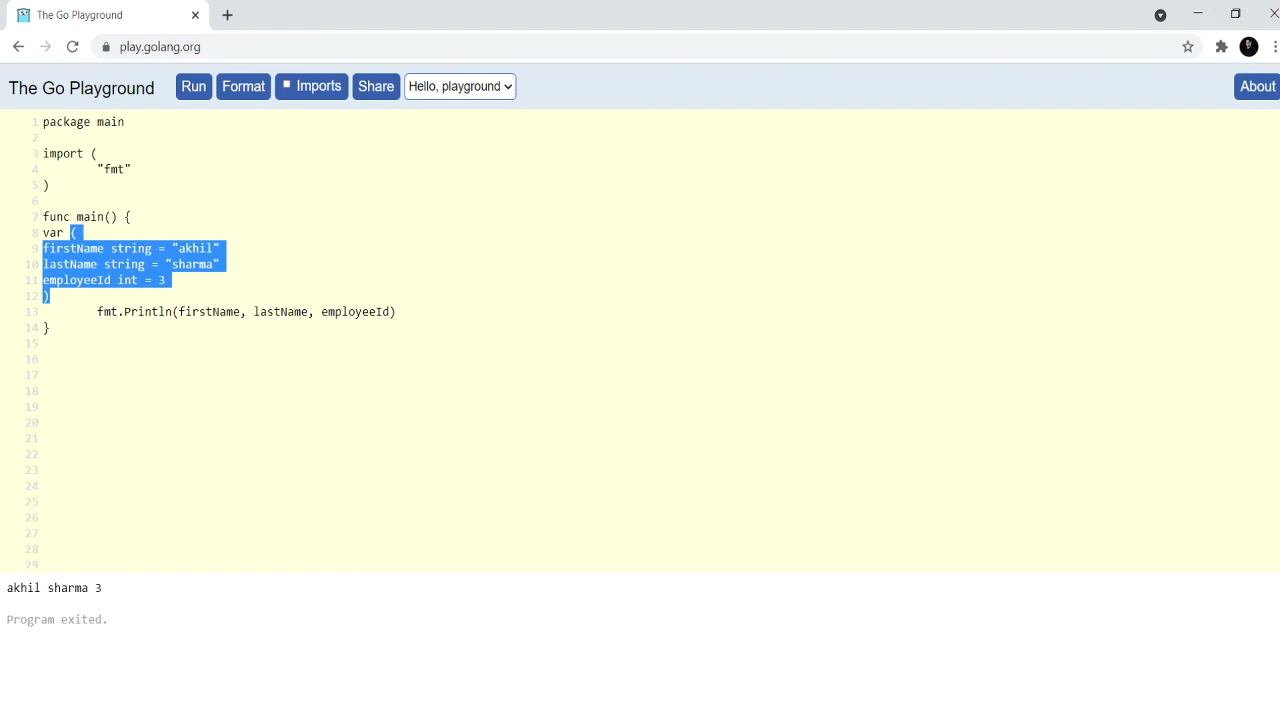 The Go Playground
play.golang.org
The Go Playground Run Format Imports Share Hello, playground About
1 package main
2
3 import (
4 "fmt"
5 )
6
7 func main() {
8 var (
9 firstName string = "akhil"
10 lastName string = "sharma"
11 employeeId int = 3
12 )
13 fmt.Println(firstName, lastName, employeeId)
14 }
15
16
17
18
19
20
21
22
23
24
25
26
27
28
29
akhil sharma 3
Program exited.